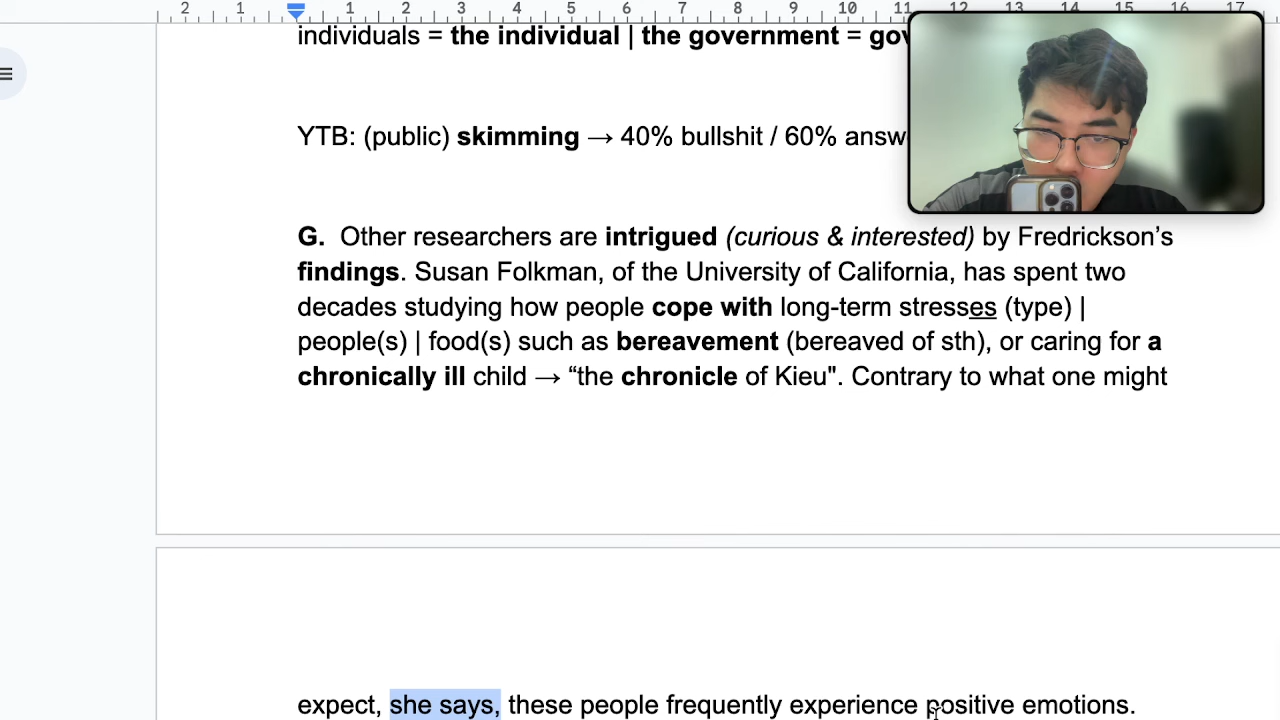 2 1 1 2 3 4 5 6 7 8 9 10 11 12 13 14 15 16 17
individuals = the individual | the government = gov
YTB: (public) skimming → 40% bullshit / 60% answ
G. Other researchers are intrigued (curious & interested) by Fredrickson’s
findings. Susan Folkman, of the University of California, has spent two
decades studying how people cope with long-term stresses (type) |
people(s) | food(s) such as bereavement (bereaved of sth), or caring for a
chronically ill child → “the chronicle of Kieu". Contrary to what one might
expect, she says, these people frequently experience positive emotions.